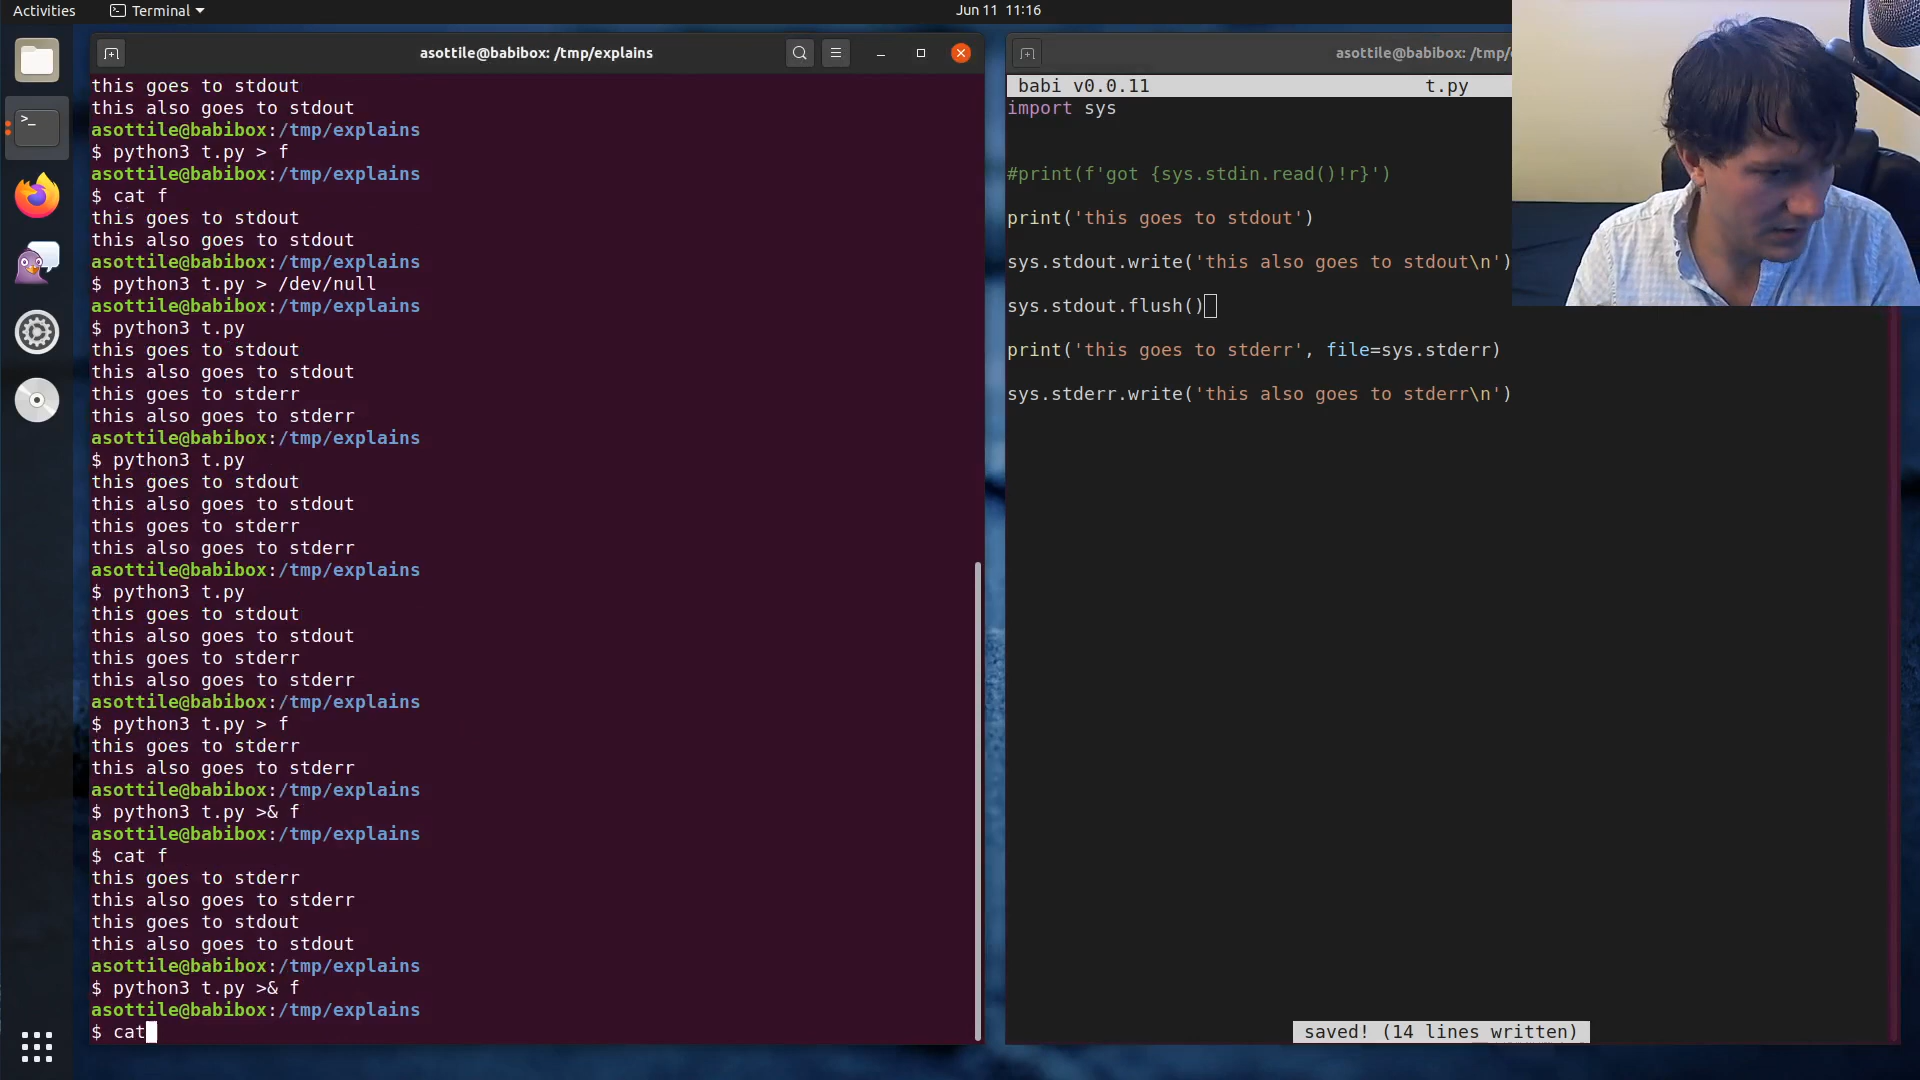 Activities
Terminal
Jun 11 11:16
asottile@babibox: /tmp/explains
this goes to stdout
this also goes to stdout
asottile@babibox:/tmp/explains
$ python3 t.py > f
asottile@babibox:/tmp/explains
$ cat f
this goes to stdout
this also goes to stdout
asottile@babibox:/tmp/explains
$ python3 t.py > /dev/null
asottile@babibox:/tmp/explains
$ python3 t.py
this goes to stdout
this also goes to stdout
this goes to stderr
this also goes to stderr
asottile@babibox:/tmp/explains
$ python3 t.py
this goes to stdout
this also goes to stdout
this goes to stderr
this also goes to stderr
asottile@babibox:/tmp/explains
$ python3 t.py
this goes to stdout
this also goes to stdout
this goes to stderr
this also goes to stderr
asottile@babibox:/tmp/explains
$ python3 t.py > f
this goes to stderr
this also goes to stderr
asottile@babibox:/tmp/explains
$ python3 t.py >& f
asottile@babibox:/tmp/explains
$ cat f
this goes to stderr
this also goes to stderr
this goes to stdout
this also goes to stdout
asottile@babibox:/tmp/explains
$ python3 t.py >& f
asottile@babibox:/tmp/explains
$ cat
asottile@babibox: /tmp/
babi v0.0.11 t.py
import sys
#print(f'got {sys.stdin.read()!r}')
print('this goes to stdout')
sys.stdout.write('this also goes to stdout\n')
sys.stdout.flush()
print('this goes to stderr', file=sys.stderr)
sys.stderr.write('this also goes to stderr\n')
saved! (14 lines written)